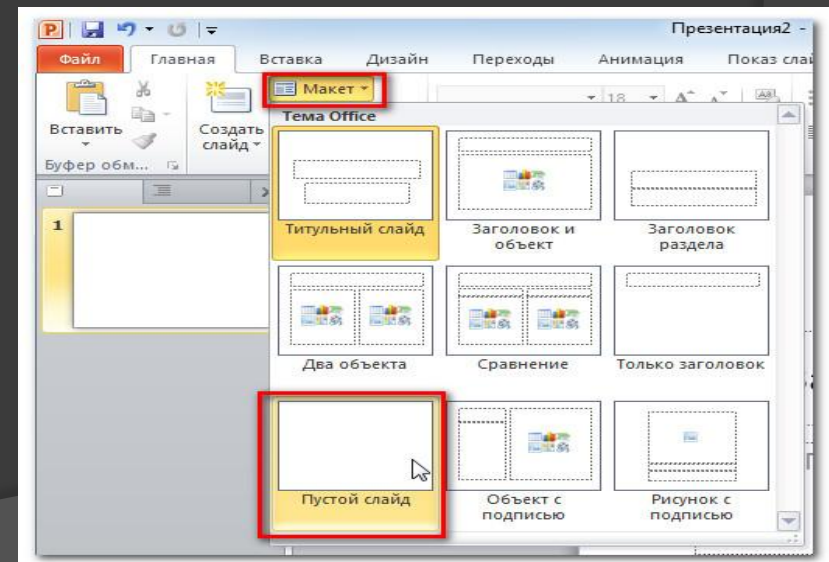 Презентация2 -
Файл Главная Вставка Дизайн Переходы Анимация Показ слай
Макет
18
Вставить
Создать слайд
Буфер обм...
Тема Office
1
Титульный слайд
Заголовок и объект
Заголовок раздела
Два объекта
Сравнение
Только заголовок
Пустой слайд
Объект с подписью
Рисунок с подписью